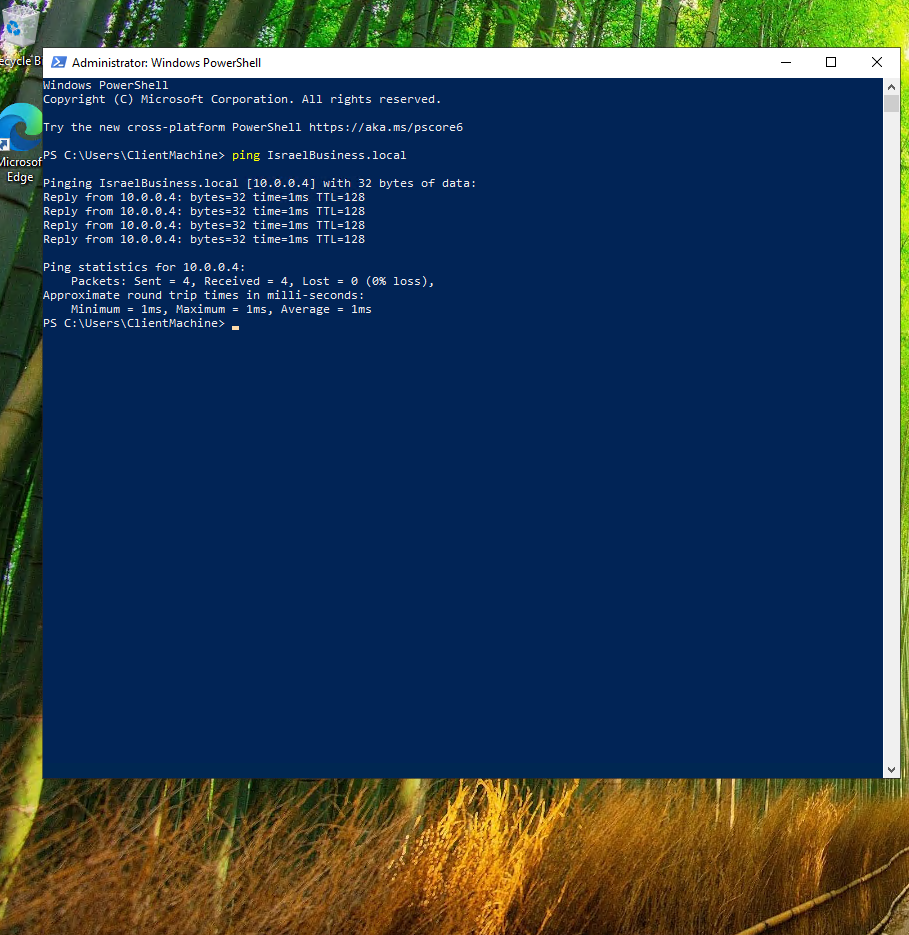 ecycle B
Administrator: Windows PowerShell
Windows PowerShell
Copyright (C) Microsoft Corporation. All rights reserved.
Try the new cross-platform PowerShell https://aka.ms/pscore6
Microsof
Edge
PS C:\Users\ClientMachine> ping IsraelBusiness.local
Pinging IsraelBusiness.local [10.0.0.4] with 32 bytes of data:
Reply from 10.0.0.4: bytes=32 time=1ms TTL=128
Reply from 10.0.0.4: bytes=32 time=1ms TTL=128
Reply from 10.0.0.4: bytes=32 time=1ms TTL=128
Reply from 10.0.0.4: bytes=32 time=1ms TTL=128
Ping statistics for 10.0.0.4:
    Packets: Sent = 4, Received = 4, Lost = 0 (0% loss),
Approximate round trip times in milli-seconds:
    Minimum = 1ms, Maximum = 1ms, Average = 1ms
PS C:\Users\ClientMachine>